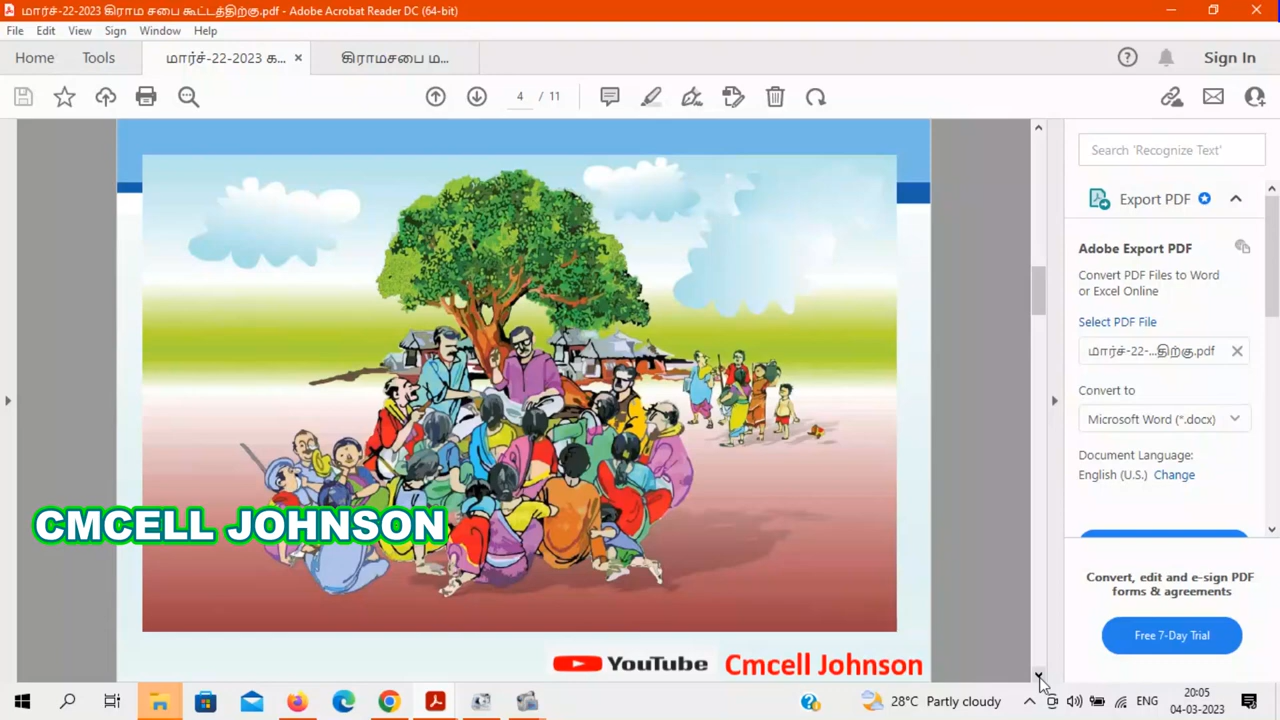 மார்ச்-22-2023 கிராம சபை கூட்டத்திற்கு.pdf - Adobe Acrobat Reader DC (64-bit)
File Edit View Sign Window Help
Home Tools மார்ச்-22-2023 க... × கிராமசபை ம... Sign In
4 / 11
Search 'Recognize Text'
Export PDF
Adobe Export PDF
Convert PDF Files to Word
or Excel Online
Select PDF File
மார்ச்-22-...திற்கு.pdf
Convert to
Microsoft Word (*.docx)
Document Language:
English (U.S.) Change
CMCELL JOHNSON
Convert, edit and e-sign PDF
forms & agreements
Free 7-Day Trial
YouTube Cmcell Johnson
28°C Partly cloudy ENG 20:05
04-03-2023